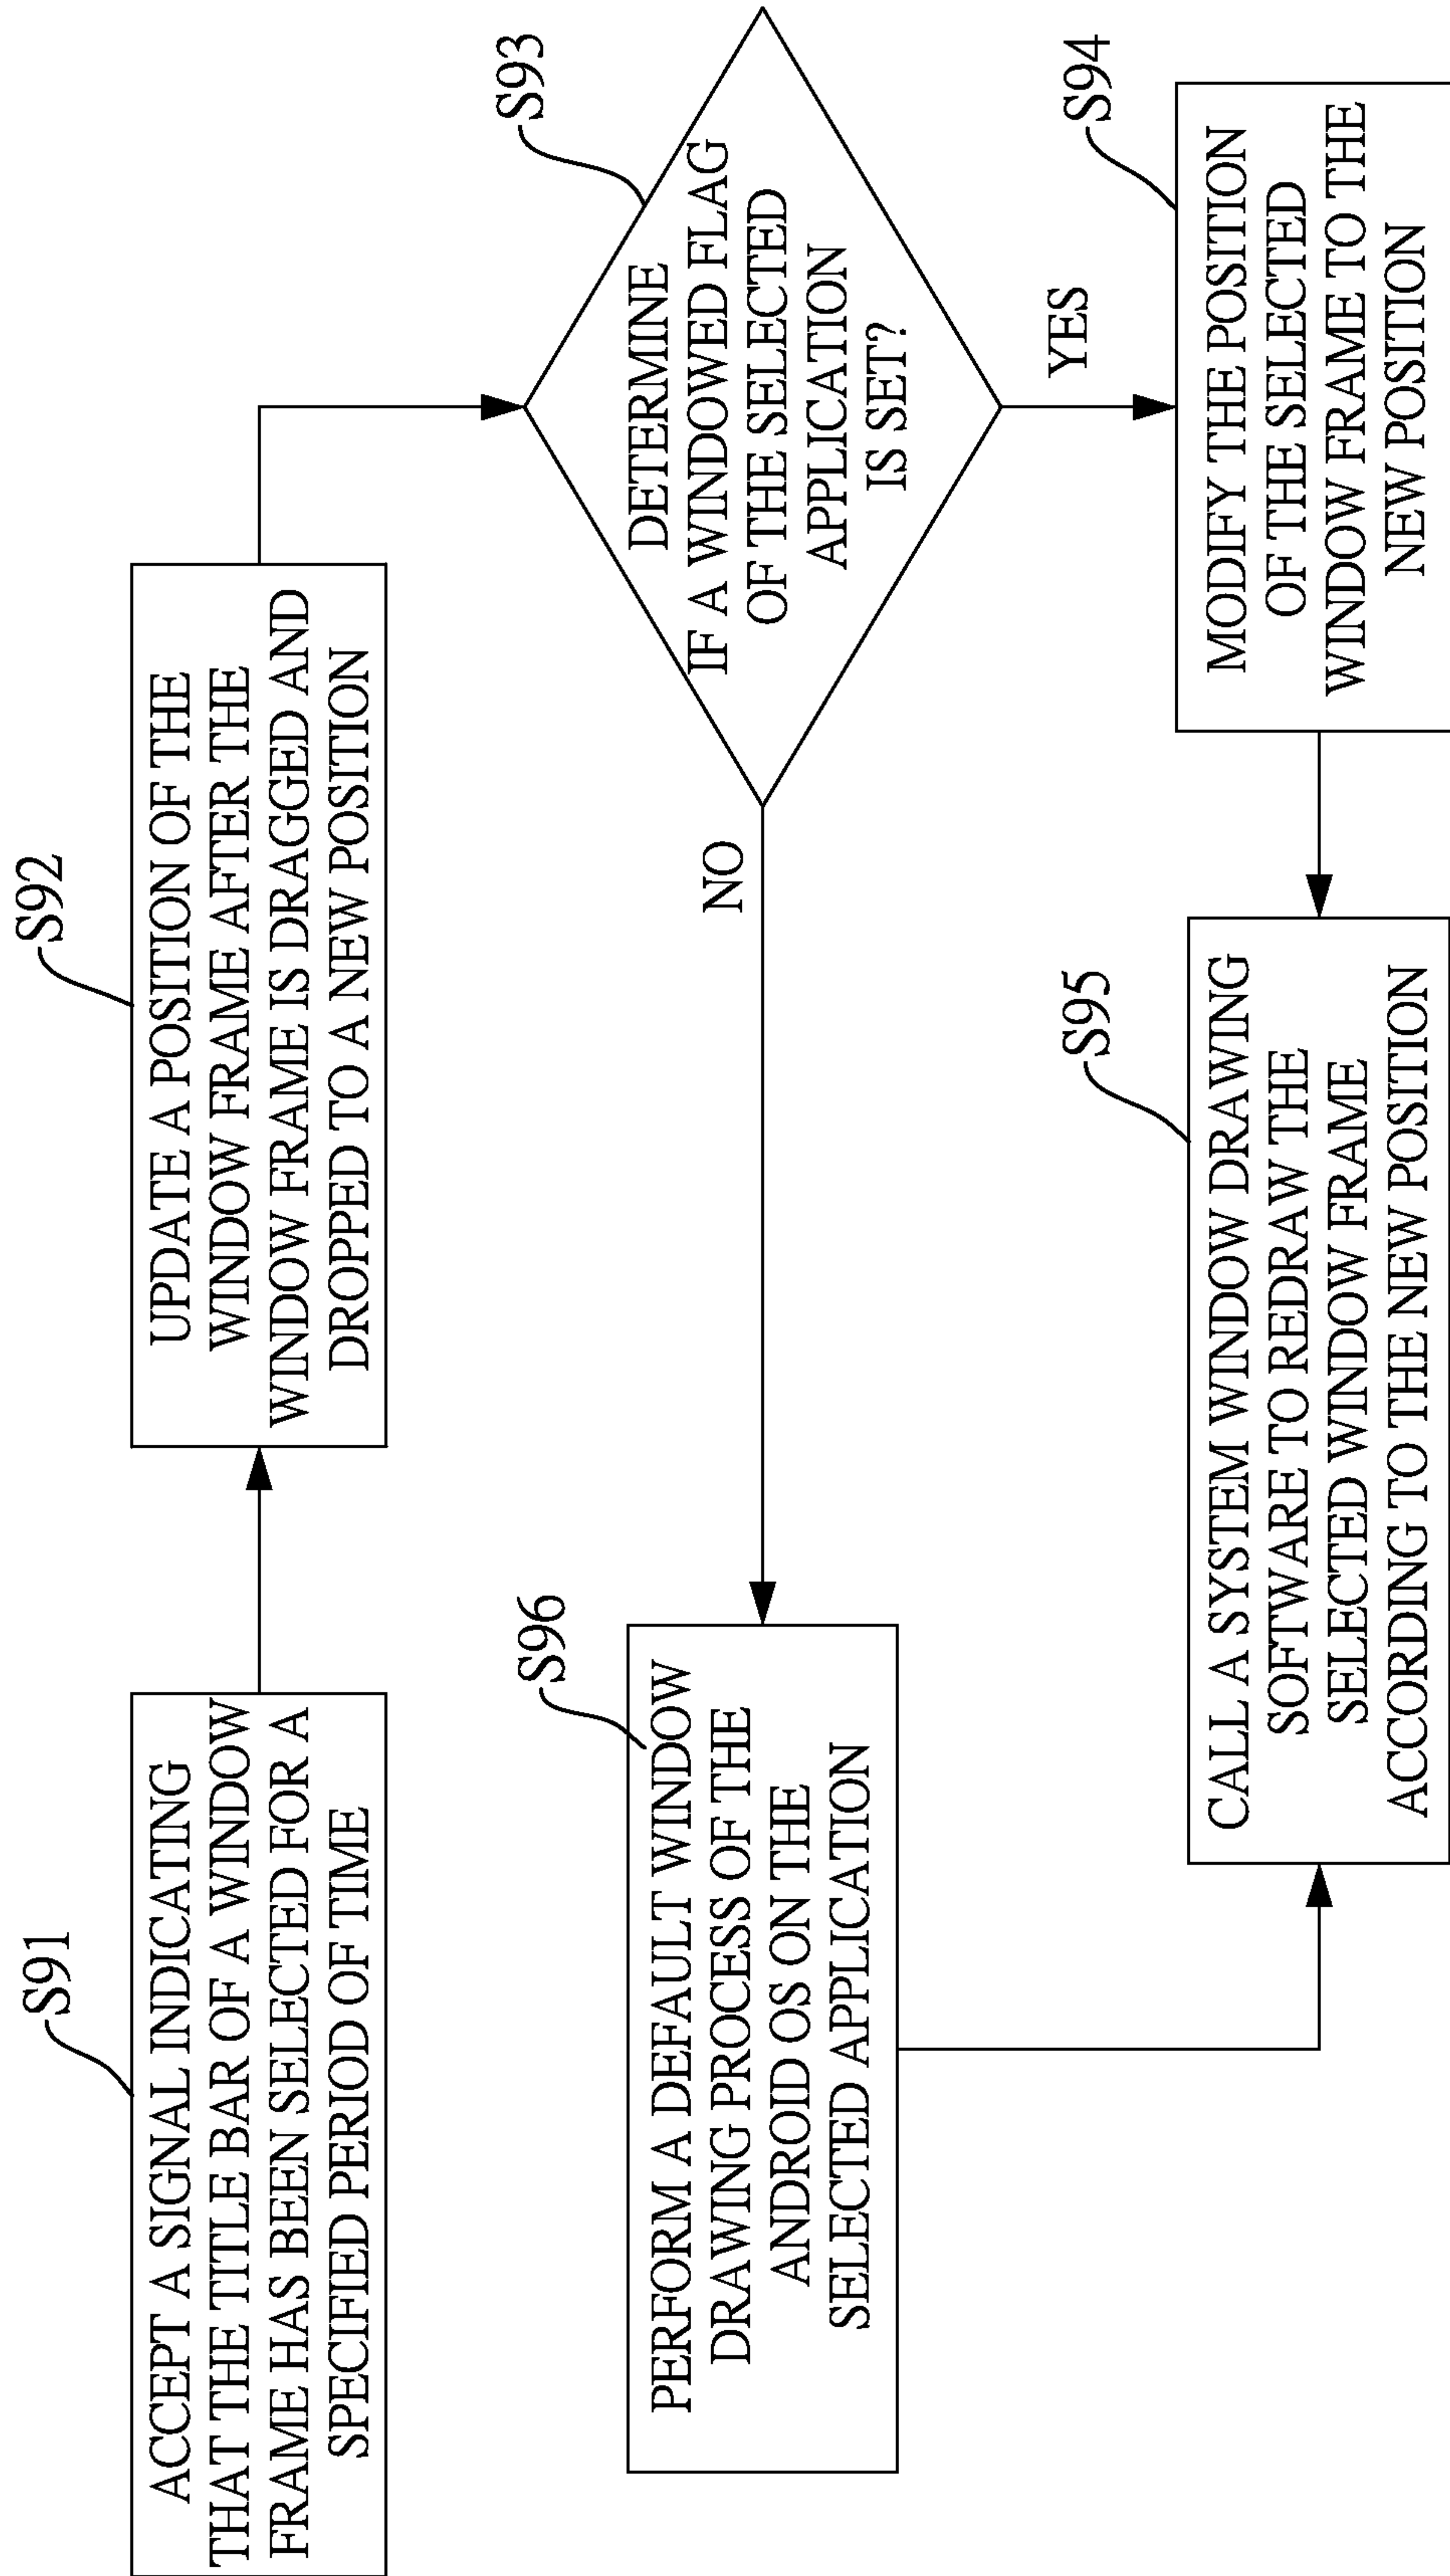 S91
ACCEPT A SIGNAL INDICATING
THAT THE TITLE BAR OF A WINDOW
FRAME HAS BEEN SELECTED FOR A
SPECIFIED PERIOD OF TIME
S92
UPDATE A POSITION OF THE
WINDOW FRAME AFTER THE
WINDOW FRAME IS DRAGGED AND
DROPPED TO A NEW POSITION
S93
DETERMINE
IF A WINDOWED FLAG
OF THE SELECTED
APPLICATION
IS SET?
NO
YES
S96
PERFORM A DEFAULT WINDOW
DRAWING PROCESS OF THE
ANDROID OS ON THE
SELECTED APPLICATION
S94
MODIFY THE POSITION
OF THE SELECTED
WINDOW FRAME TO THE
NEW POSITION
S95
CALL A SYSTEM WINDOW DRAWING
SOFTWARE TO REDRAW THE
SELECTED WINDOW FRAME
ACCORDING TO THE NEW POSITION